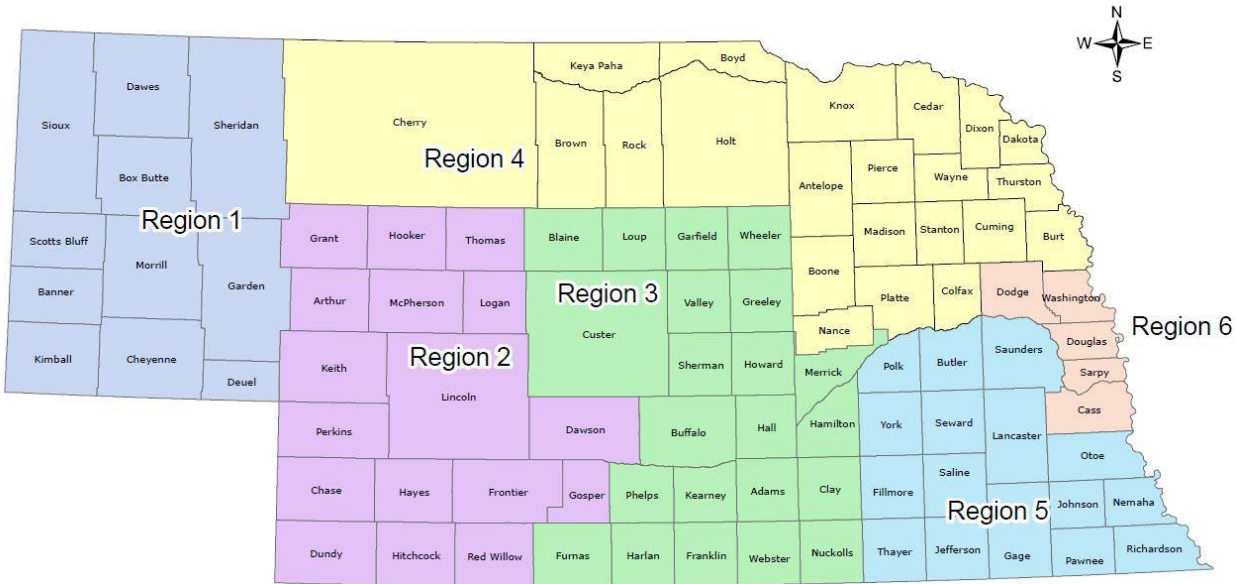 N
W E
S
Boyd
Keya Paha
Dawes
Knox
Cedar
Sioux
Sheridan
Cherry
Dixon
Brown
Rock
Holt
Dakota
Region 4
Pierce
Box Butte
Wayne
Thurston
Antelope
Region 1
Scotts Bluff
Grant
Hooker
Thomas
Blaine
Loup
Garfield
Wheeler
Madison
Stanton
Cuming
Burt
Morrill
Boone
Banner
Garden
Region 3
Arthur
McPherson
Logan
Valley
Greeley
Platte
Colfax
Dodge
Washington
Custer
Nance
Region 6
Kimball
Cheyenne
Region 2
Douglas
Saunders
Keith
Sherman
Howard
Merrick
Polk
Butler
Sarpy
Deuel
Lincoln
Cass
Perkins
Dawson
Buffalo
Hall
Hamilton
York
Seward
Lancaster
Otoe
Saline
Chase
Hayes
Frontier
Gosper
Phelps
Kearney
Adams
Clay
Fillmore
Region 5
Johnson
Nemaha
Dundy
Hitchcock
Red Willow
Furnas
Harlan
Franklin
Webster
Nuckolls
Thayer
Jefferson
Gage
Pawnee
Richardson